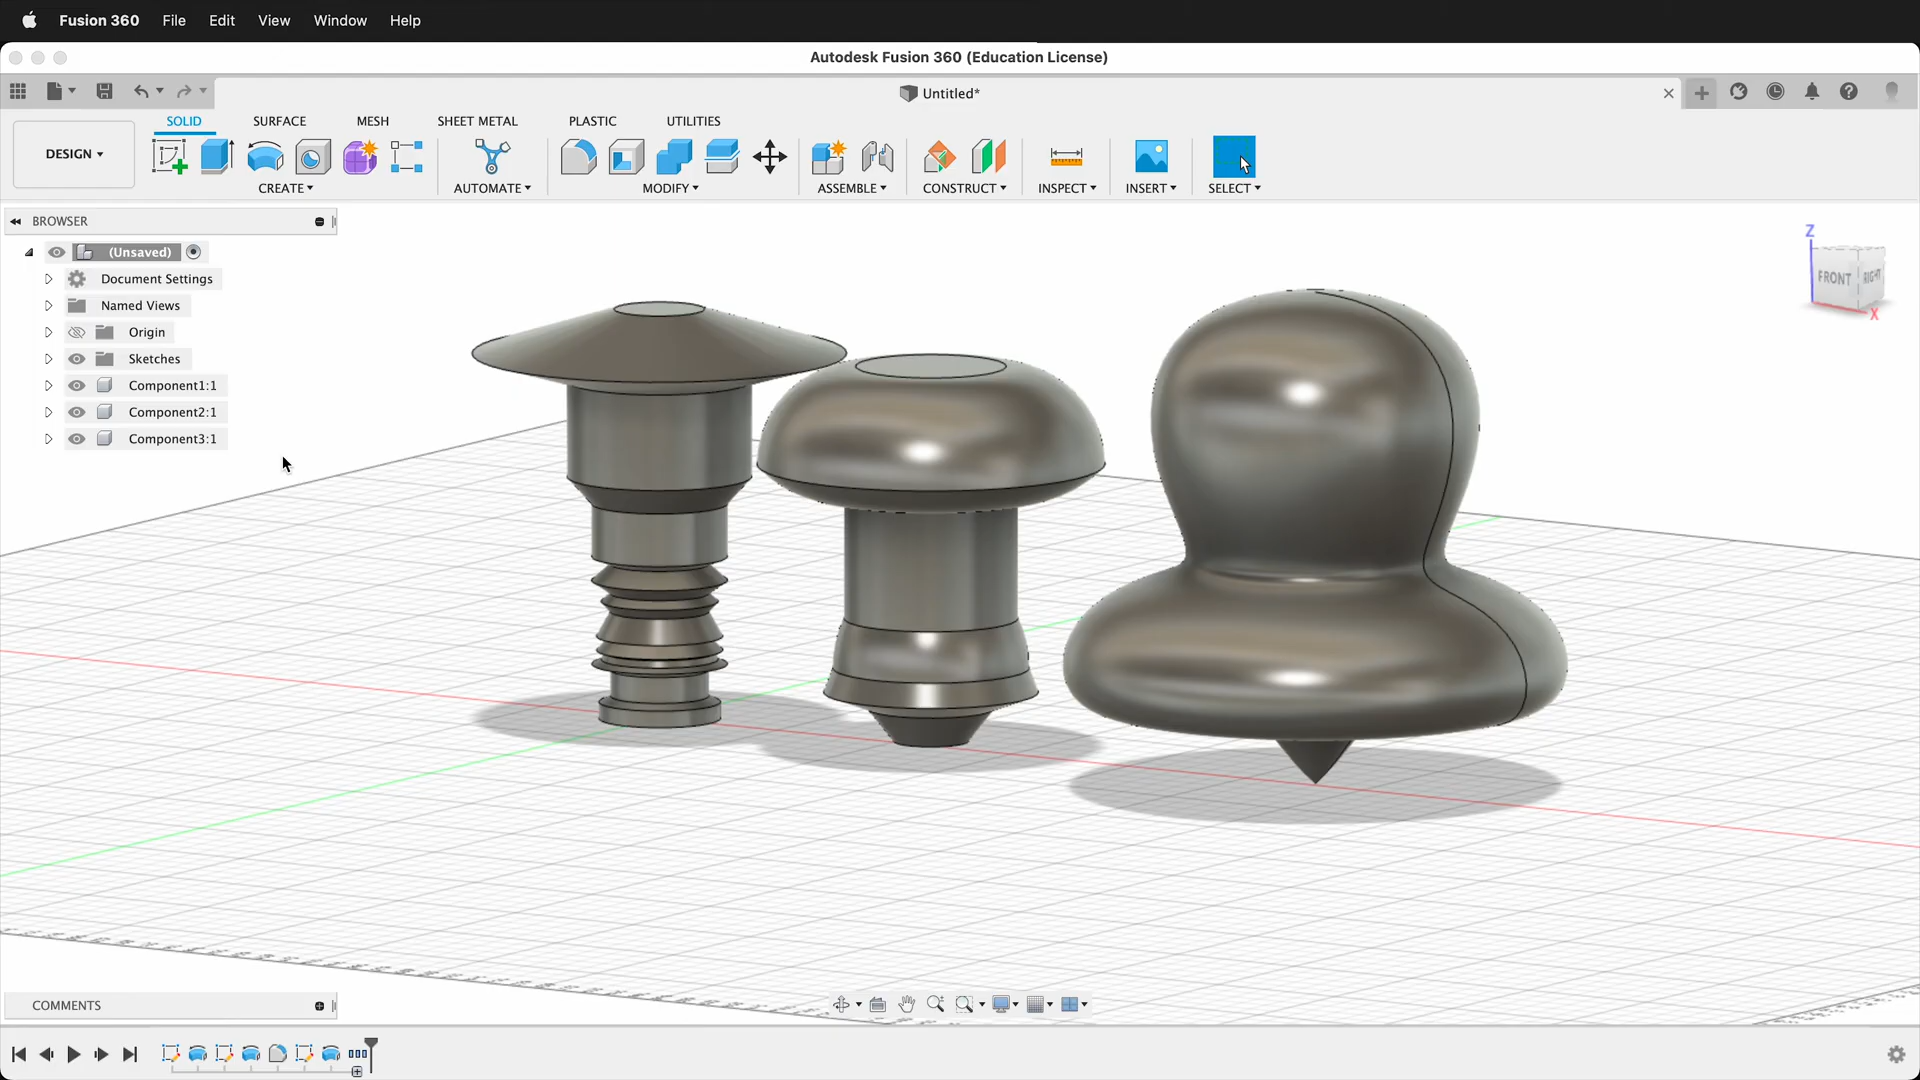 Fusion 360 File Edit View Window Help
Autodesk Fusion 360 (Education License)
Untitled*
SOLID SURFACE MESH SHEET METAL PLASTIC UTILITIES
DESIGN
CREATE AUTOMATE MODIFY ASSEMBLE CONSTRUCT INSPECT INSERT SELECT
BROWSER
(Unsaved)
Document Settings
Named Views
Origin
Sketches
Component1:1
Component2:1
Component3:1
Z
FRONT RIGHT
X
COMMENTS